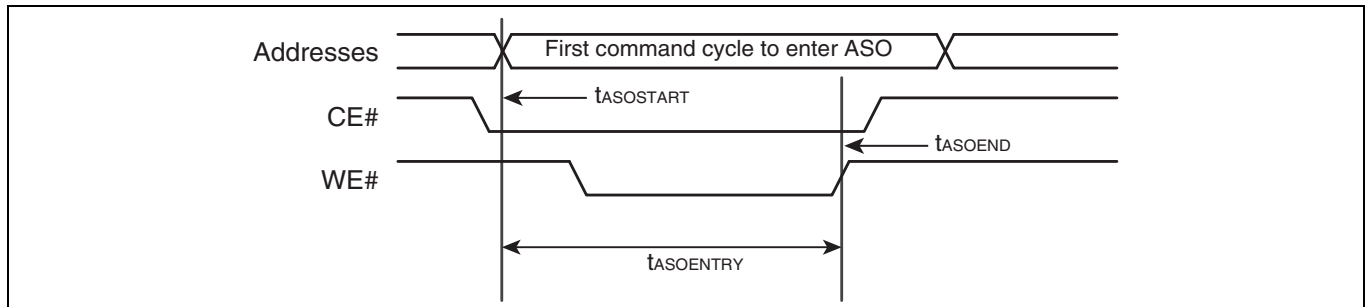 Addresses
First command cycle to enter ASO
tASOSTART
CE#
tASOEND
WE#
tASOENTRY